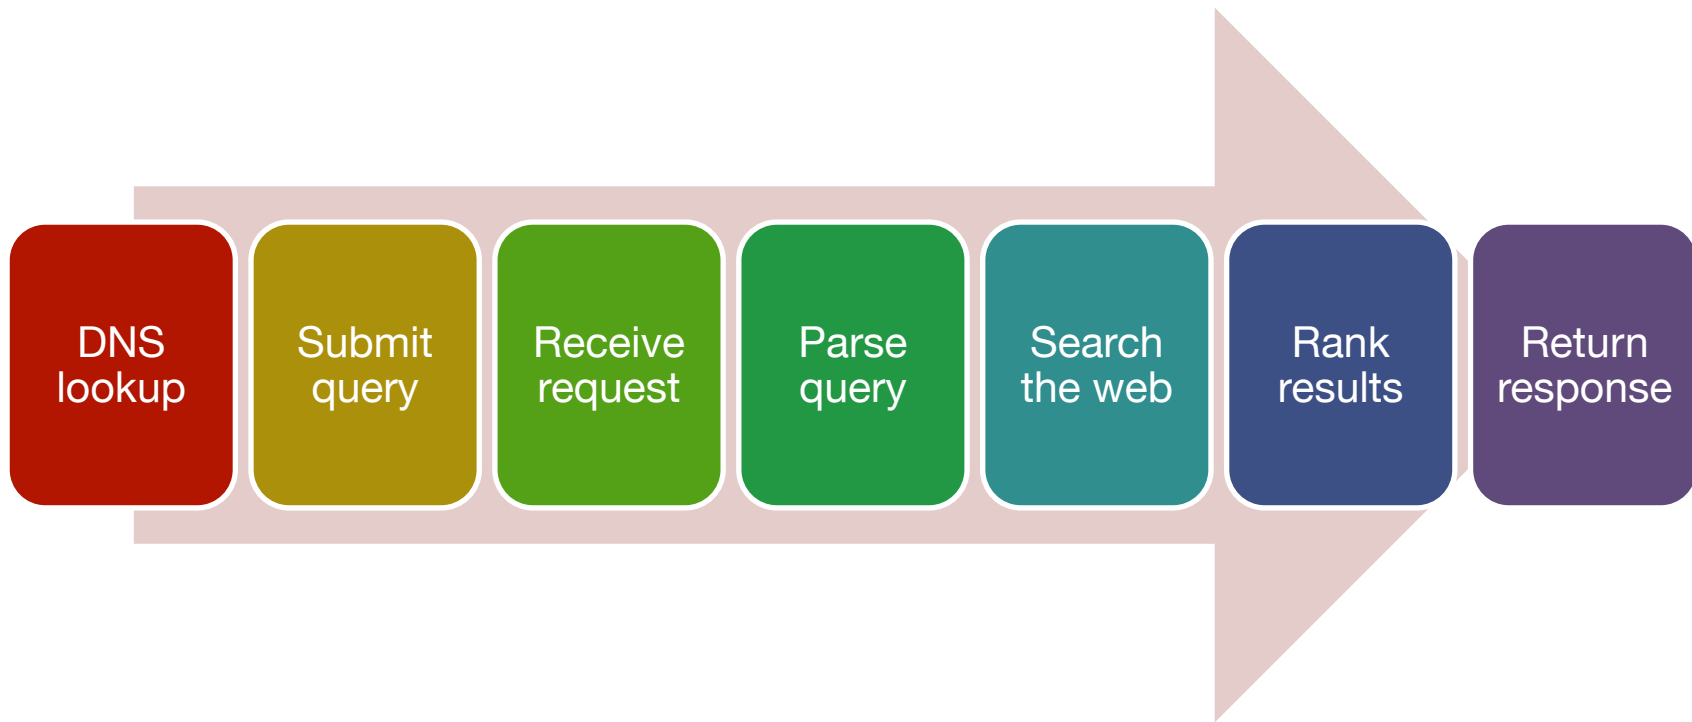 DNS
lookup
Submit
query
Receive
request
Parse
query
Search
the web
Rank
results
Return
response